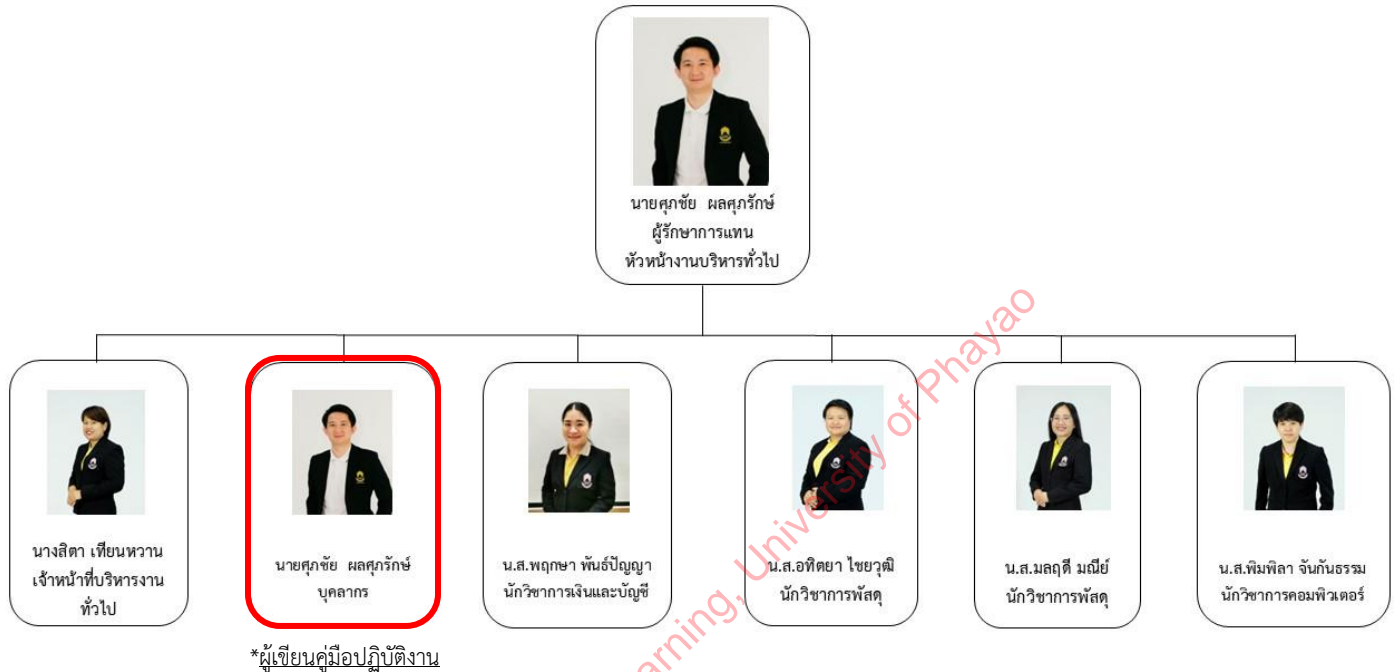 นายศุภชัย ผลศุภรักษ์
ผู้รักษาการแทน
หัวหน้างานบริหารทั่วไป
นางสิตา เทียนหวาน
เจ้าหน้าที่บริหารงาน
ทั่วไป
นายศุภชัย ผลศุภรักษ์
บุคลากร
น.ส.พฤกษา พันธ์ปัญญา
นักวิชาการเงินและบัญชี
น.ส.อทิตยา ไชยวุฒิ
นักวิชาการพัสดุ
น.ส.มลฤดี มณีย์
นักวิชาการพัสดุ
น.ส.พิมพิลา จันกันธรรม
นักวิชาการคอมพิวเตอร์
*ผู้เขียนคู่มือปฏิบัติงาน
arning, University of Phayao